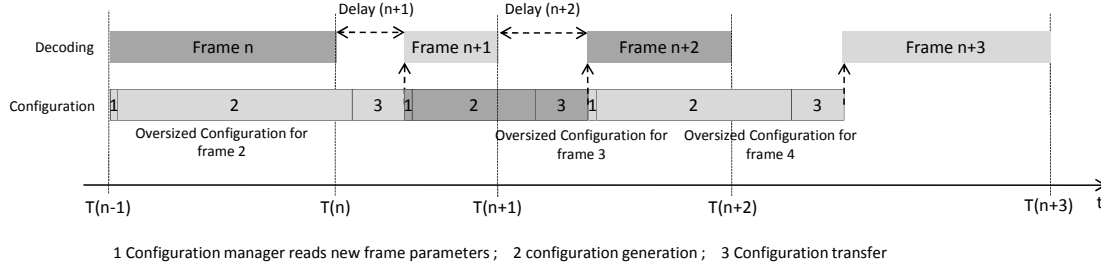 Delay (n+1) Delay (n+2)
Decoding Frame n Frame n+1 Frame n+2 Frame n+3
Configuration 1 2 3 1 2 3 1 2 3
Oversized Configuration for Oversized Configuration for Oversized Configuration for
frame 2 frame 3 frame 4
T(n-1) T(n) T(n+1) T(n+2) T(n+3) t
1 Configuration manager reads new frame parameters ; 2 configuration generation ; 3 Configuration transfer